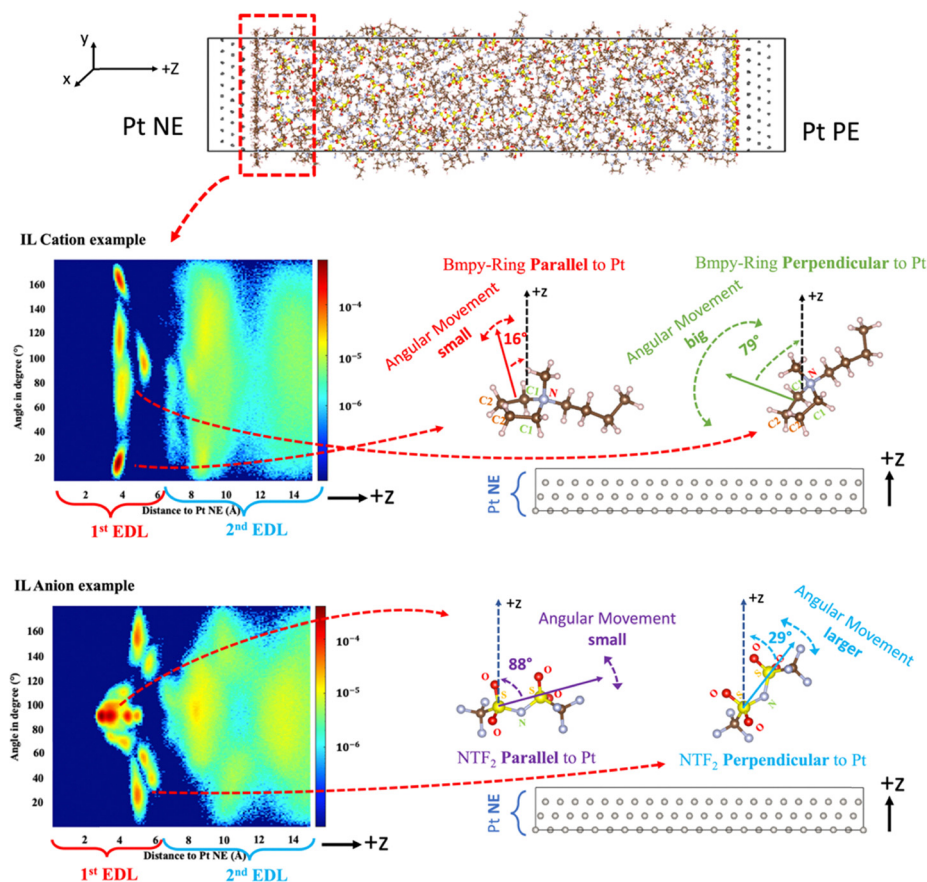 y
x
+Z
Pt NE
Pt PE
IL Cation example
Angle in degree (°)
160
140
120
100
80
60
40
20
10⁻⁴
10⁻⁵
10⁻⁶
2
4
6
8
10
12
14
Distance to Pt NE (Å)
+z
1st EDL
2nd EDL
Bmpy-Ring Parallel to Pt
+z
Angular Movement
small
16°
C1
N
C2
C2
C1
Bmpy-Ring Perpendicular to Pt
+z
Angular Movement
big
79°
N
C
C2
C2
C1
Pt NE
+z
IL Anion example
Angle in degree (°)
160
140
120
100
80
60
40
20
10⁻⁴
10⁻⁵
10⁻⁶
2
4
6
8
10
12
14
Distance to Pt NE (Å)
+z
1st EDL
2nd EDL
+z
Angular Movement
small
88°
O
O
S
S
O
O
N
NTF₂ Parallel to Pt
+z
Angular Movement
larger
29°
O
S
O
S
N
O
NTF₂ Perpendicular to Pt
Pt NE
+z